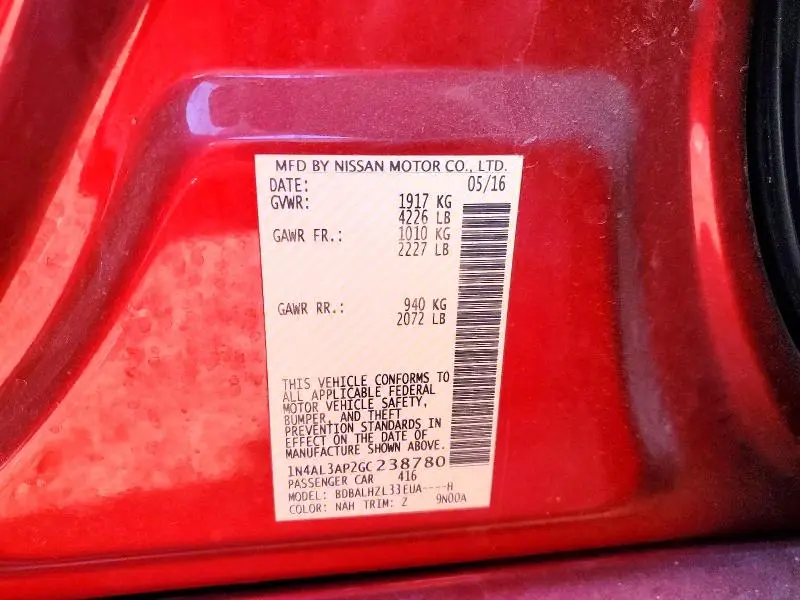 MFD BY NISSAN MOTOR CO., LTD.
DATE: 05/16
GVWR: 1917 KG
4226 LB
GAWR FR.: 1010 KG
2227 LB
GAWR RR.: 940 KG
2072 LB
THIS VEHICLE CONFORMS TO
ALL APPLICABLE FEDERAL
MOTOR VEHICLE SAFETY,
BUMPER, AND THEFT
PREVENTION STANDARDS IN
EFFECT ON THE DATE OF
MANUFACTURE SHOWN ABOVE.
1N4AL3AP2GC238780
PASSENGER CAR 416
MODEL: BDBALHZL33EUA----H
COLOR: NAH TRIM: Z 9N00A